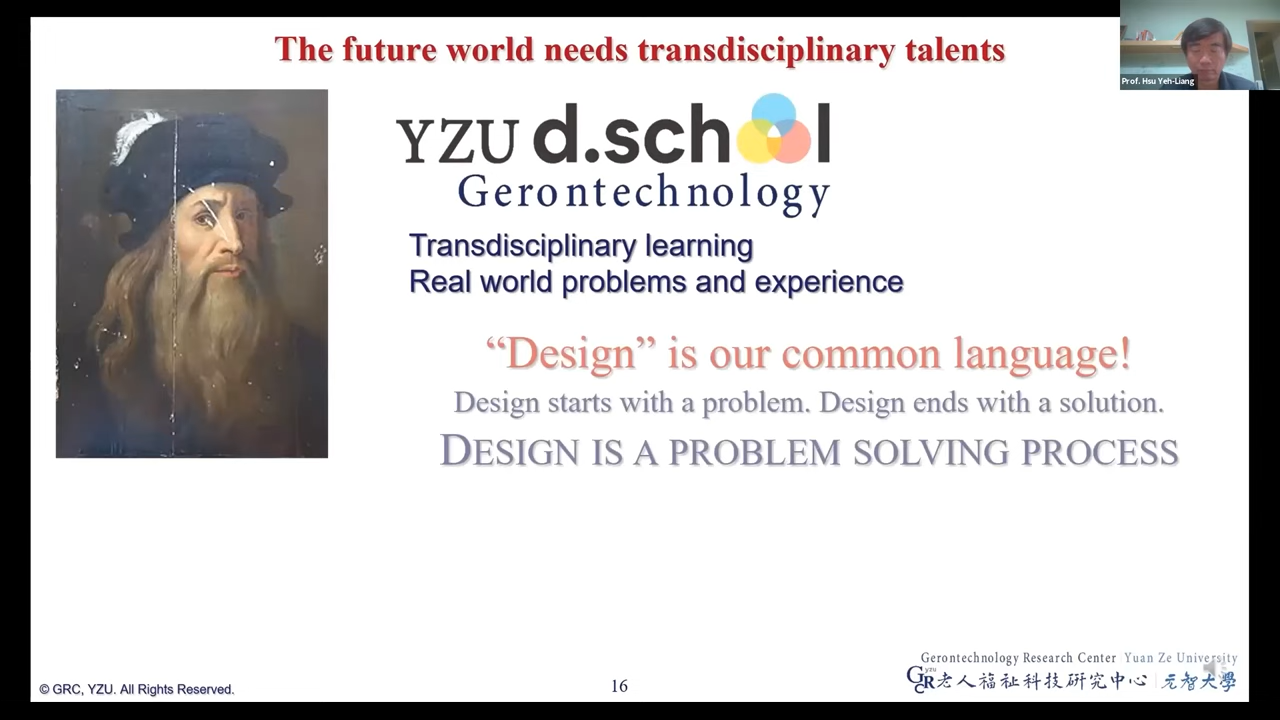 The future world needs transdisciplinary talents
Prof. Hsu Yeh-Liang
YZU d.school
Gerontechnology
Transdisciplinary learning
Real world problems and experience
“Design” is our common language!
Design starts with a problem. Design ends with a solution.
DESIGN IS A PROBLEM SOLVING PROCESS
Gerontechnology Research Center Yuan Ze University
yzu
GRC 老人福祉科技研究中心 | 元智大學
© GRC, YZU. All Rights Reserved.
16